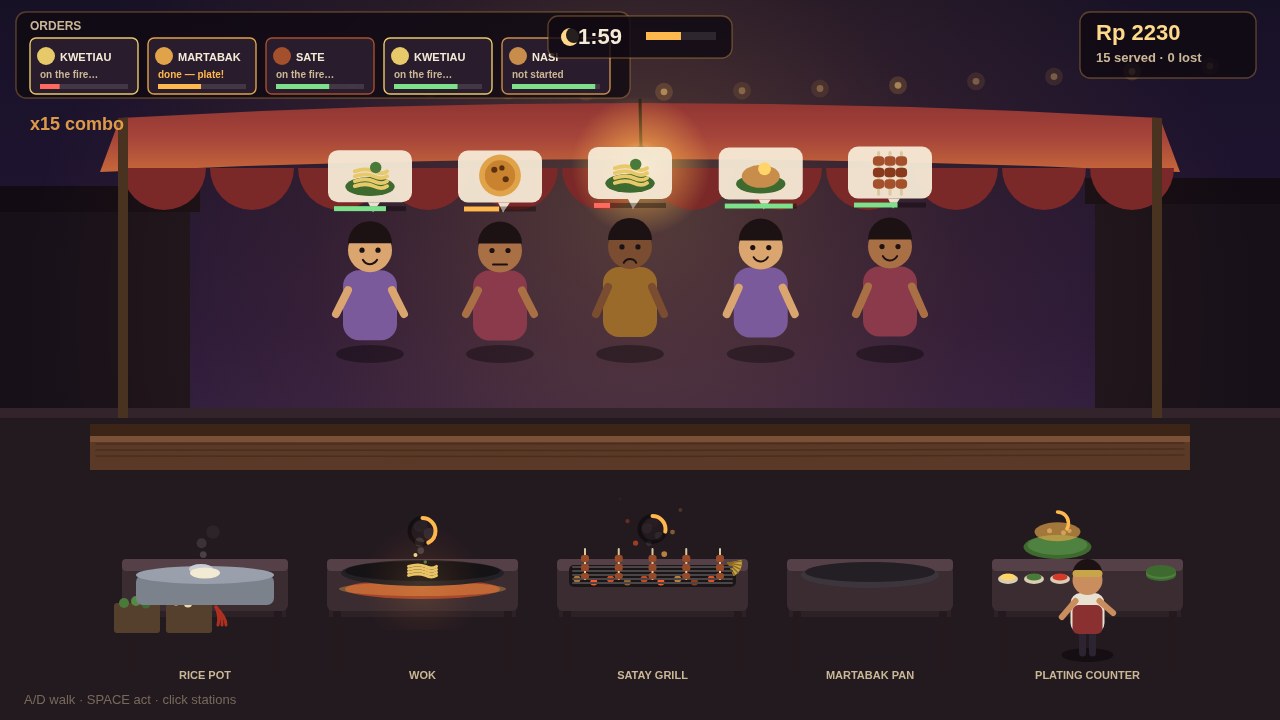 ORDERS
KWETIAU
on the fire…
MARTABAK
done — plate!
SATE
on the fire…
KWETIAU
on the fire…
NASI
not started
1:59
Rp 2230
15 served · 0 lost
x15 combo
RICE POT
WOK
SATAY GRILL
MARTABAK PAN
PLATING COUNTER
A/D walk · SPACE act · click stations